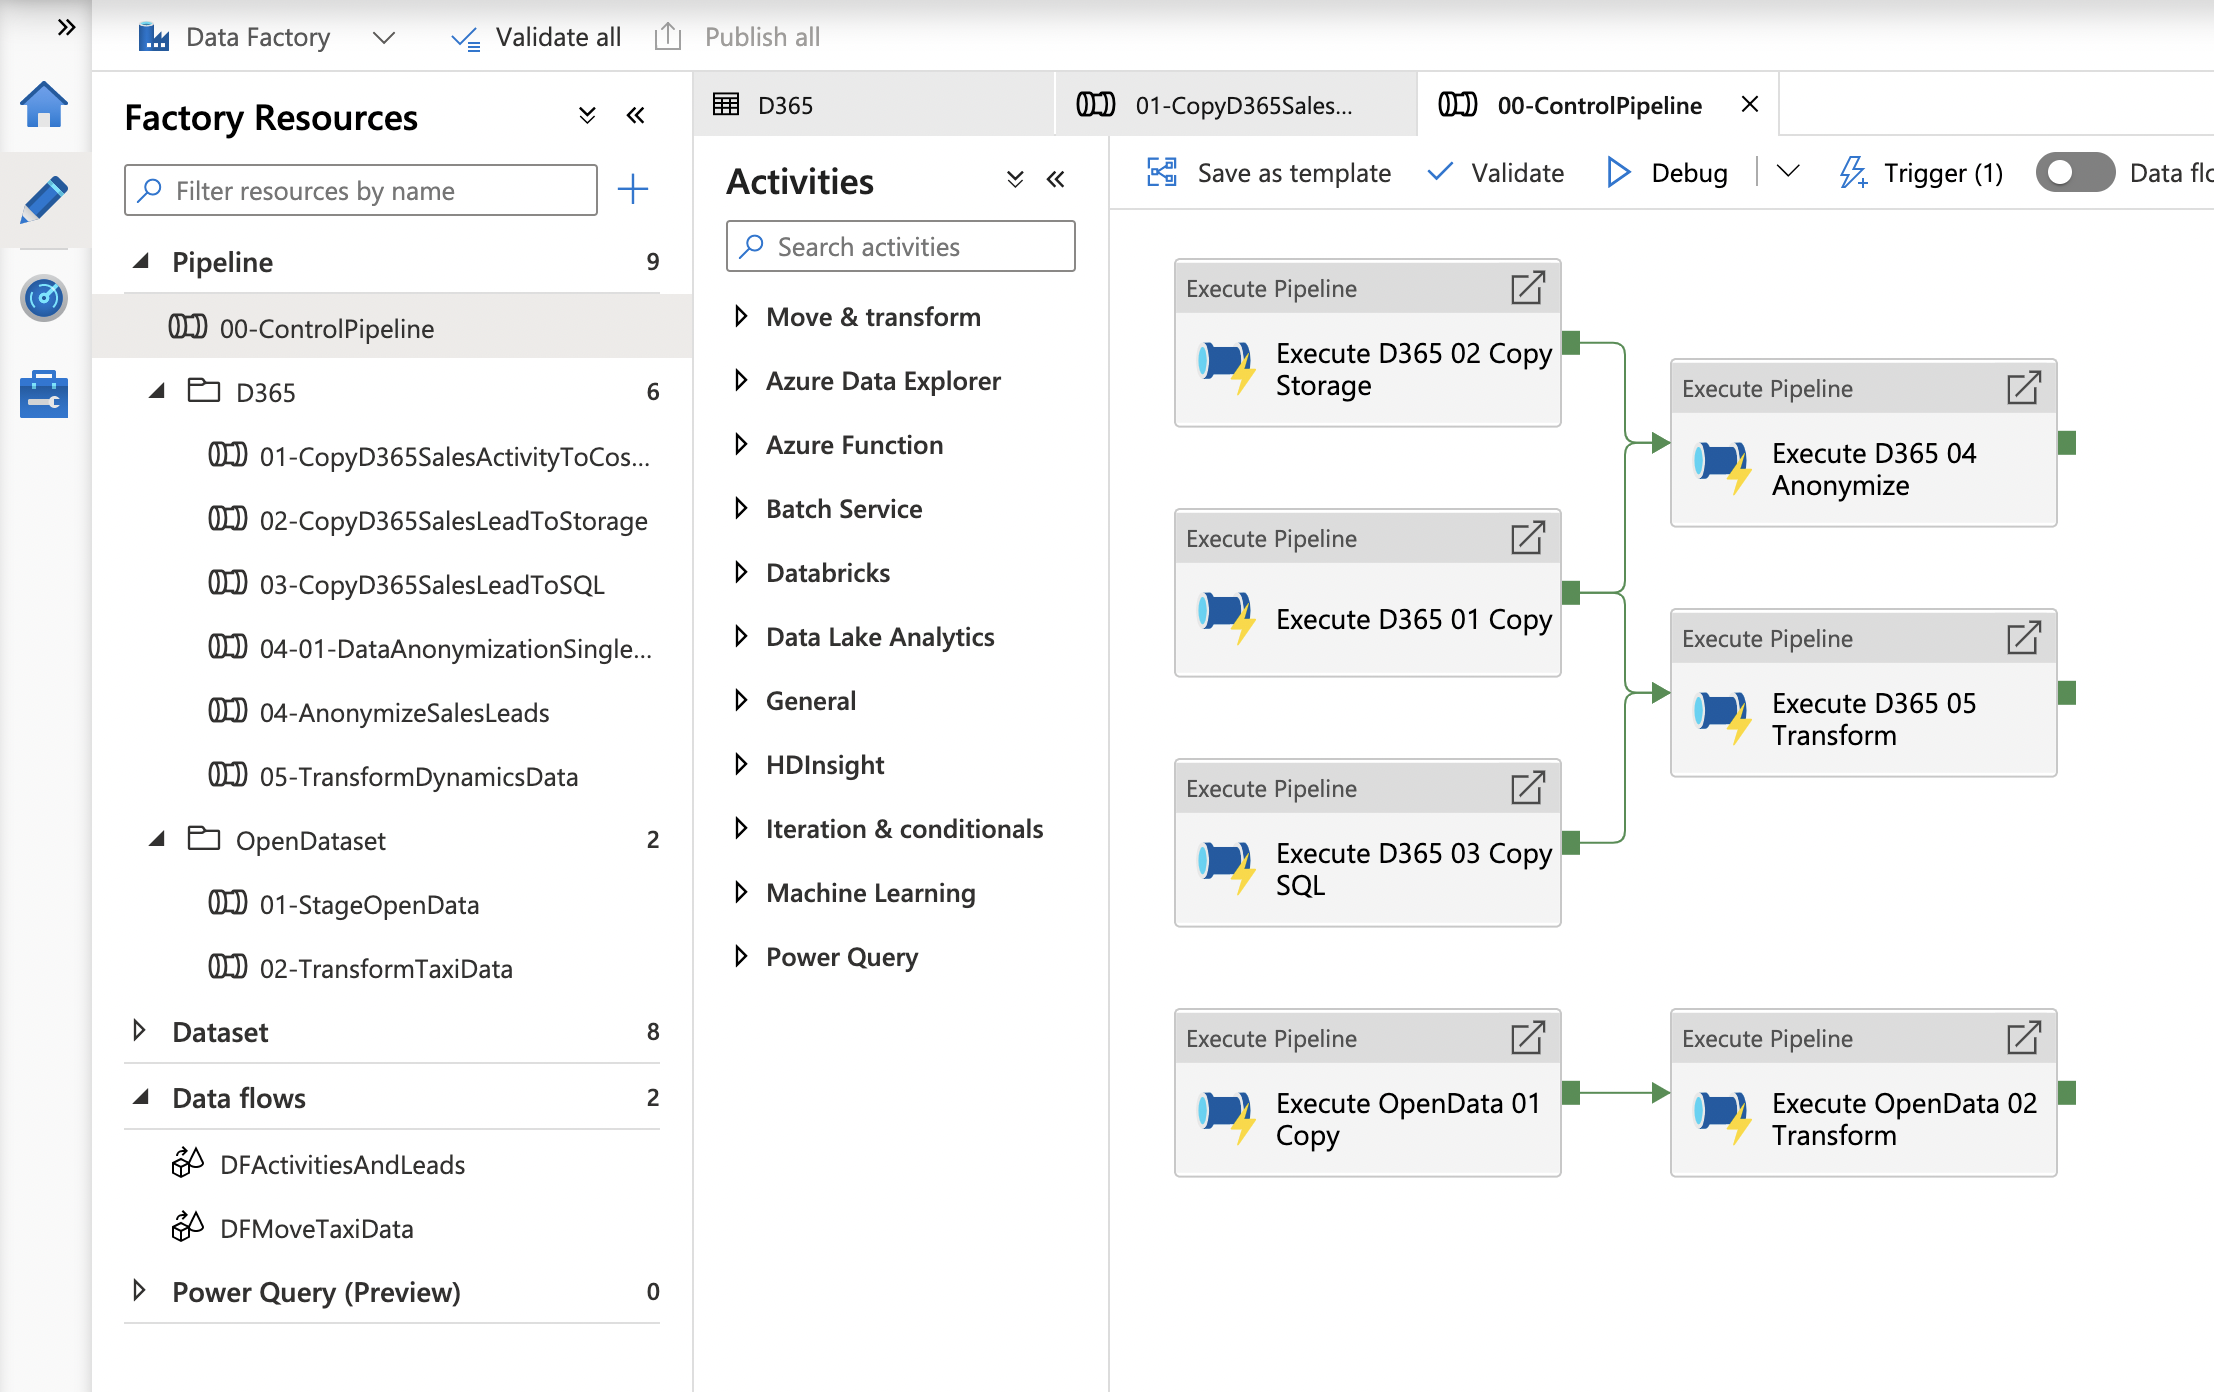 Data Factory
Validate all
Publish all
Factory Resources
Filter resources by name
Pipeline 9
00-ControlPipeline
D365 6
01-CopyD365SalesActivityToCos...
02-CopyD365SalesLeadToStorage
03-CopyD365SalesLeadToSQL
04-01-DataAnonymizationSingle...
04-AnonymizeSalesLeads
05-TransformDynamicsData
OpenDataset 2
01-StageOpenData
02-TransformTaxiData
Dataset 8
Data flows 2
DFActivitiesAndLeads
DFMoveTaxiData
Power Query (Preview) 0
D365
01-CopyD365Sales...
00-ControlPipeline
Activities
Search activities
Move & transform
Azure Data Explorer
Azure Function
Batch Service
Databricks
Data Lake Analytics
General
HDInsight
Iteration & conditionals
Machine Learning
Power Query
Save as template
Validate
Debug
Trigger (1)
Data flo
Execute Pipeline
Execute D365 02 Copy
Storage
Execute Pipeline
Execute D365 04
Anonymize
Execute Pipeline
Execute D365 01 Copy
Execute Pipeline
Execute D365 05
Transform
Execute Pipeline
Execute D365 03 Copy
SQL
Execute Pipeline
Execute OpenData 01
Copy
Execute Pipeline
Execute OpenData 02
Transform